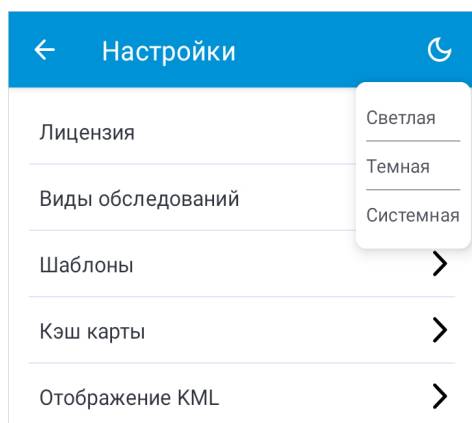 Настройки
Светлая
Темная
Системная
Лицензия
Виды обследований
Шаблоны
Кэш карты
Отображение KML